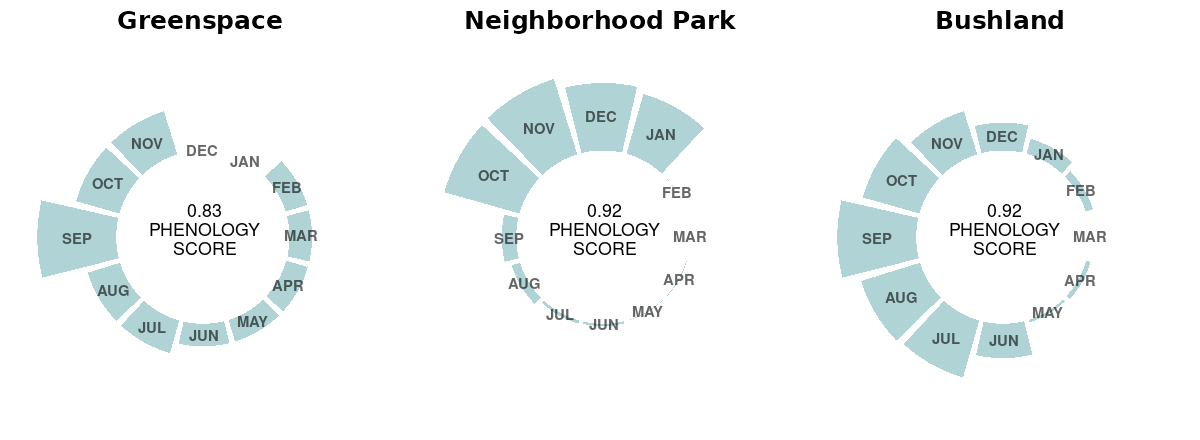 Greenspace
Neighborhood Park
Bushland
DEC
JAN
FEB
MAR
APR
MAY
JUN
JUL
AUG
SEP
OCT
NOV
0.83
PHENOLOGY
SCORE
DEC
JAN
FEB
MAR
APR
MAY
JUN
JUL
AUG
SEP
OCT
NOV
0.92
PHENOLOGY
SCORE
DEC
JAN
FEB
MAR
APR
MAY
JUN
JUL
AUG
SEP
OCT
NOV
0.92
PHENOLOGY
SCORE